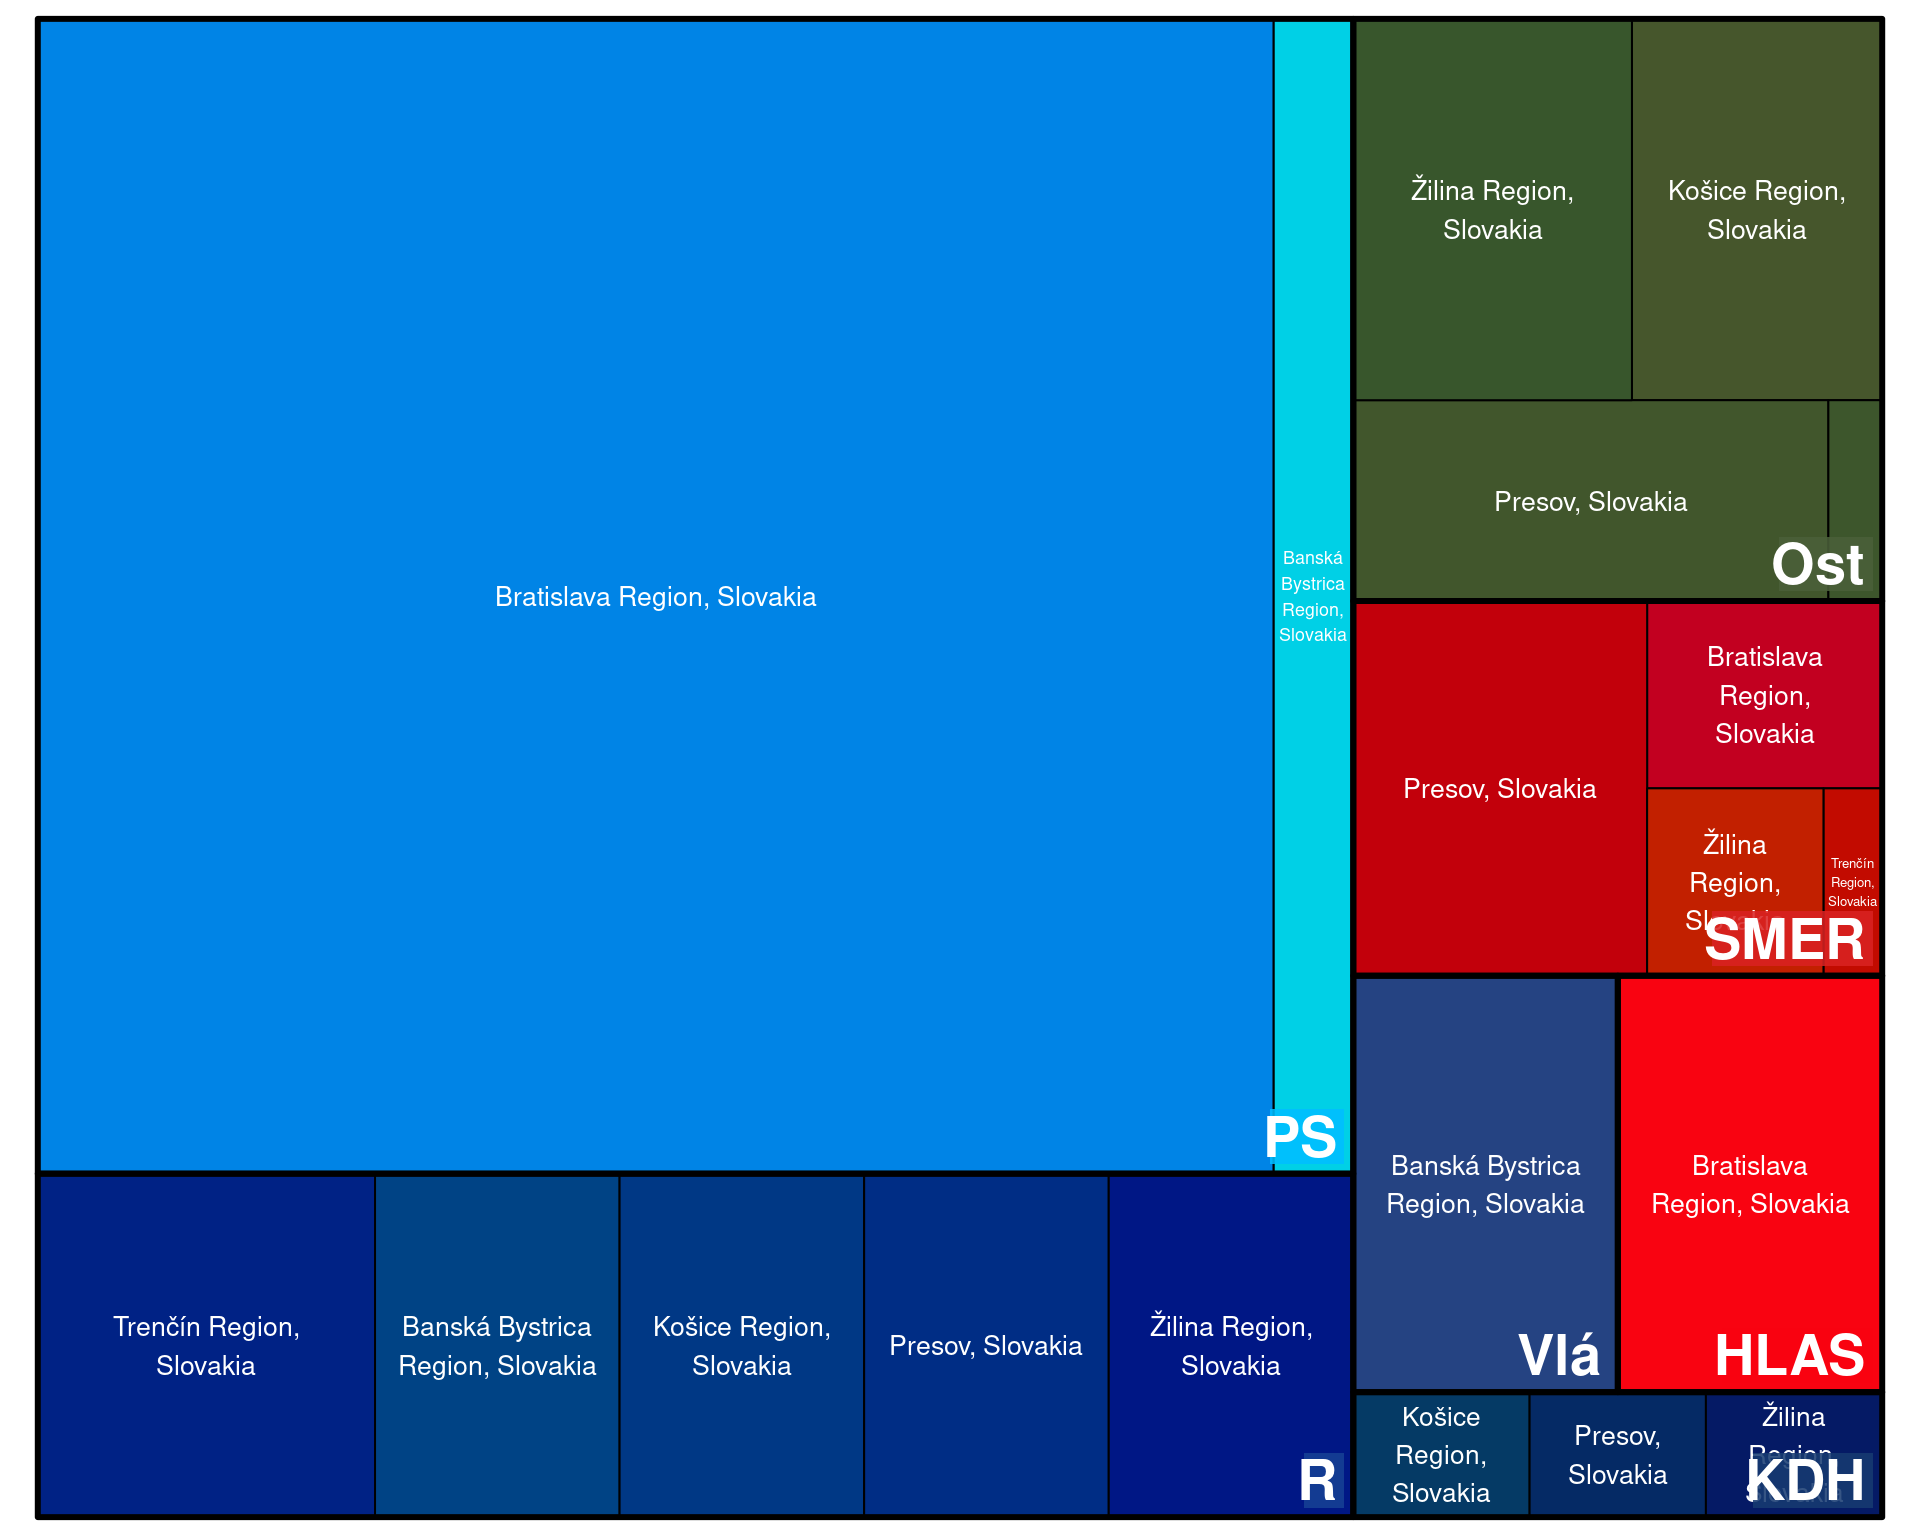 Bratislava Region, Slovakia
Banská
Bystrica
Region,
Slovakia
PS
Trenčín Region,
Slovakia
Banská Bystrica
Region, Slovakia
Košice Region,
Slovakia
Presov, Slovakia
Žilina Region,
Slovakia
R
Žilina Region,
Slovakia
Košice Region,
Slovakia
Presov, Slovakia
Ost
Presov, Slovakia
Bratislava
Region,
Slovakia
Žilina
Region,
Slovakia
Trenčín
Region,
Slovakia
SMER
Banská Bystrica
Region, Slovakia
Vlá
Bratislava
Region, Slovakia
HLAS
Košice
Region,
Slovakia
Presov,
Slovakia
Žilina
Region,
Slovakia
KDH